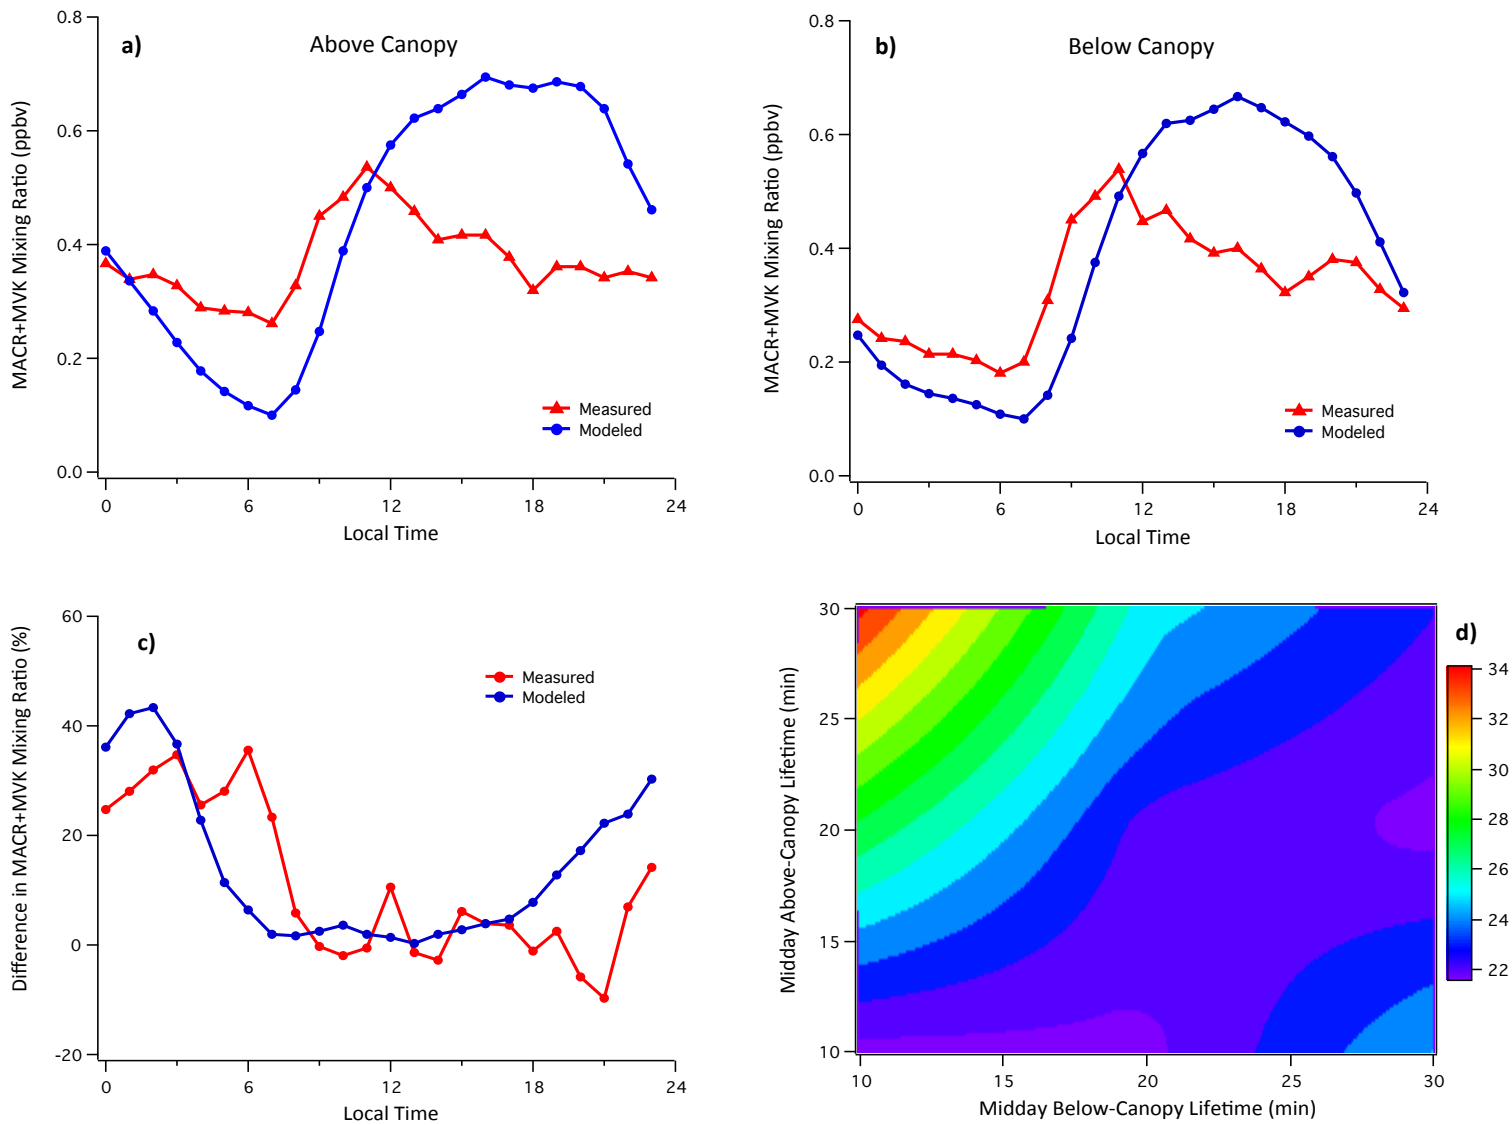 a)
Above Canopy
MACR+MVK Mixing Ratio (ppbv)
0.8
0.6
0.4
0.2
0.0
Measured
Modeled
0 6 12 18 24
Local Time
b)
Below Canopy
MACR+MVK Mixing Ratio (ppbv)
0.8
0.6
0.4
0.2
0.0
Measured
Modeled
0 6 12 18 24
Local Time
c)
Difference in MACR+MVK Mixing Ratio (%)
60
40
20
0
-20
Measured
Modeled
0 6 12 18 24
Local Time
d)
Midday Above-Canopy Lifetime (min)
30
25
20
15
10
10 15 20 25 30
Midday Below-Canopy Lifetime (min)
34
32
30
28
26
24
22